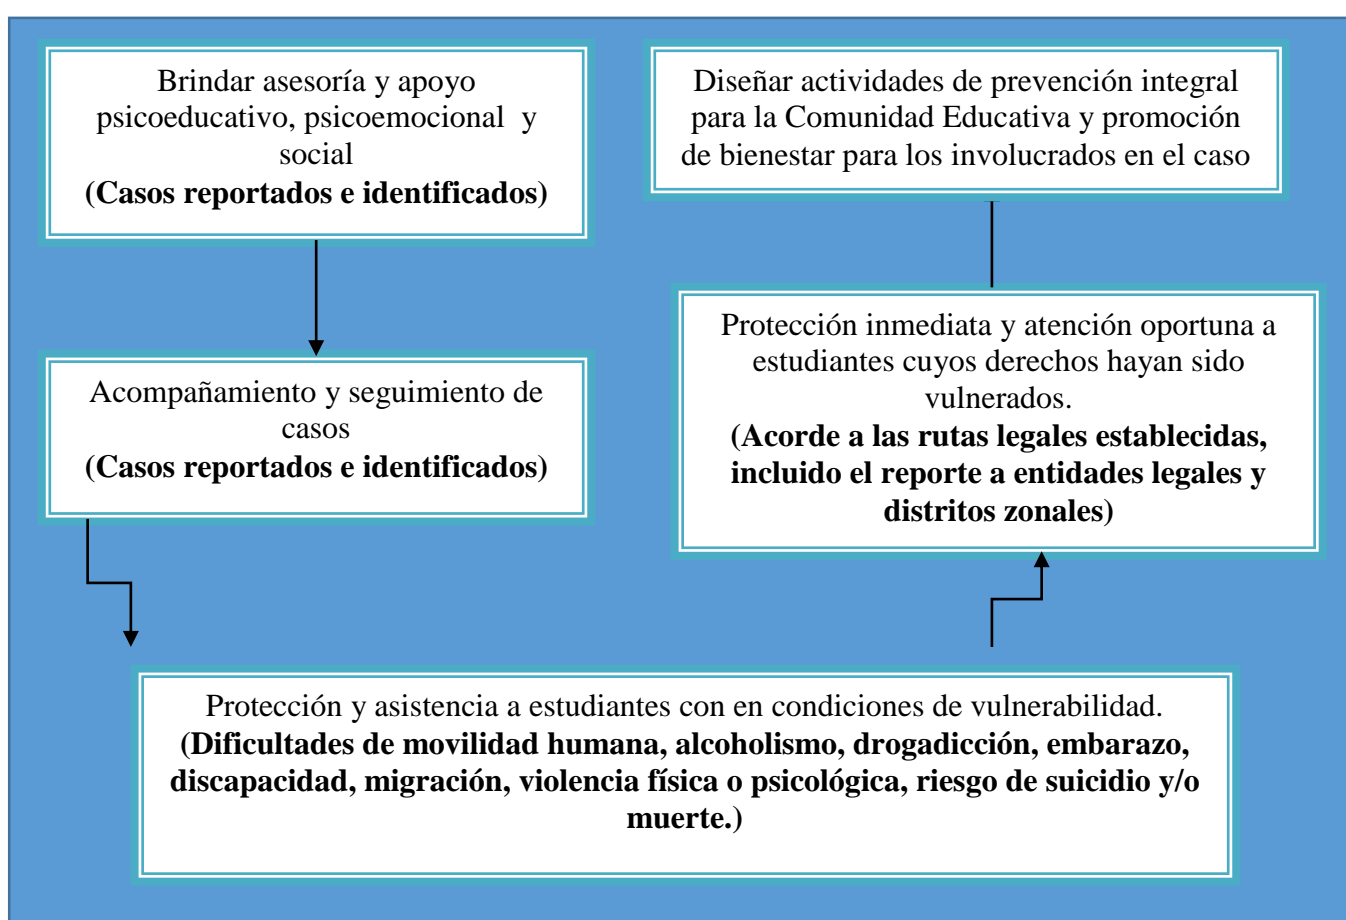 Brindar asesoría y apoyo
psicoeducativo, psicoemocional  y
social
(Casos reportados e identificados)
Acompañamiento y seguimiento de
casos
(Casos reportados e identificados)
Protección y asistencia a estudiantes con en condiciones de vulnerabilidad.
(Dificultades de movilidad humana, alcoholismo, drogadicción, embarazo,
discapacidad, migración, violencia física o psicológica, riesgo de suicidio y/o
muerte.)
Protección inmediata y atención oportuna a
estudiantes cuyos derechos hayan sido
vulnerados.
(Acorde a las rutas legales establecidas,
incluido el reporte a entidades legales y
distritos zonales)
Diseñar actividades de prevención integral
para la Comunidad Educativa y promoción
de bienestar para los involucrados en el caso